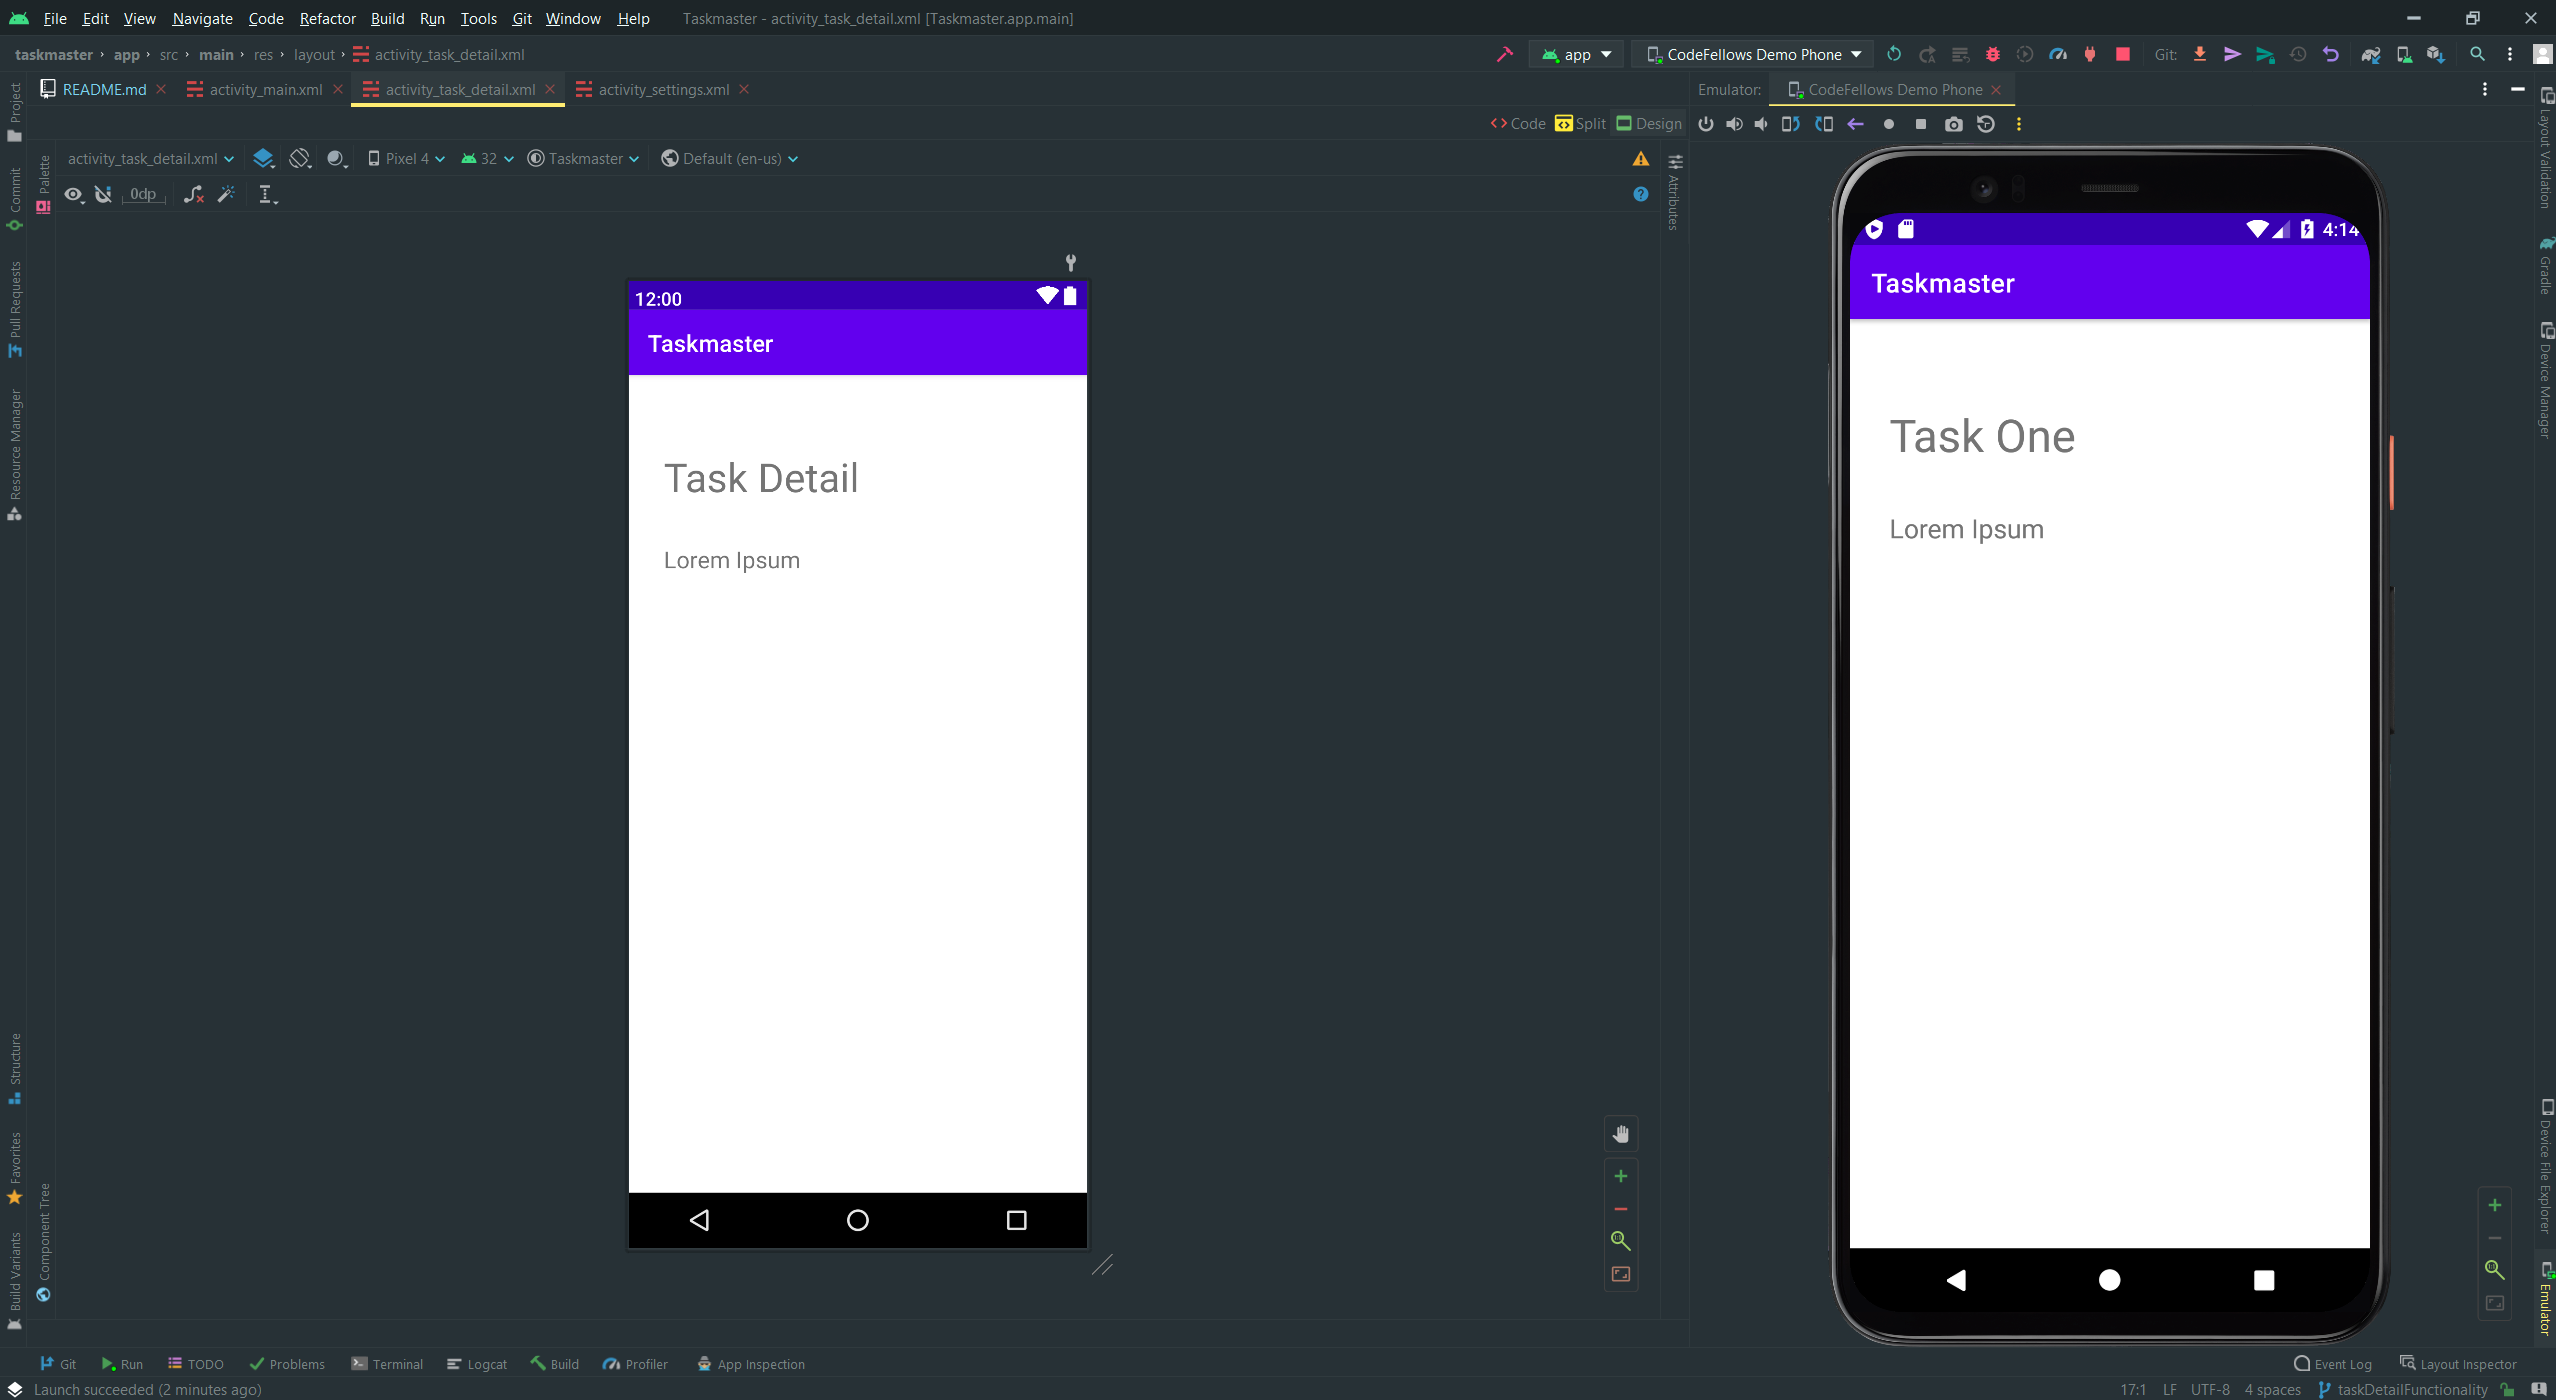 File Edit View Navigate Code Refactor Build Run Tools Git Window Help Taskmaster - activity_task_detail.xml [Taskmaster.app.main]
taskmaster app src main res layout activity_task_detail.xml
app CodeFellows Demo Phone Git:
README.md activity_main.xml activity_task_detail.xml activity_settings.xml
Emulator: CodeFellows Demo Phone
Code Split Design
activity_task_detail.xml Pixel 4 32 Taskmaster Default (en-us)
0dp
Project
Commit
Pull Requests
Resource Manager
Structure
Favorites
Build Variants
Palette
Component Tree
12:00
Taskmaster
Task Detail
Lorem Ipsum
Attributes
4:14
Taskmaster
Task One
Lorem Ipsum
Layout Validation
Gradle
Device Manager
Device File Explorer
Emulator
Git Run TODO Problems Terminal Logcat Build Profiler App Inspection
Event Log Layout Inspector
Launch succeeded (2 minutes ago)
17:1 LF UTF-8 4 spaces taskDetailFunctionality